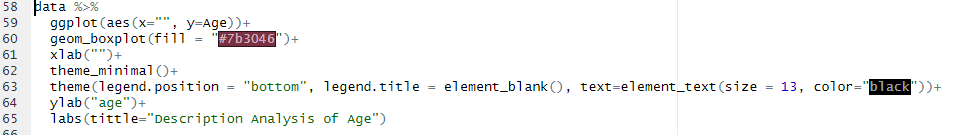 58 data %>%
59 ggplot(aes(x="", y=Age))+
60 geom_boxplot(fill = "#7b3046")+
61 xlab("")+
62 theme_minimal()+
63 theme(legend.position = "bottom", legend.title = element_blank(), text=element_text(size = 13, color="black"))+
64 ylab("age")+
65 labs(tittle="Description Analysis of Age")
66